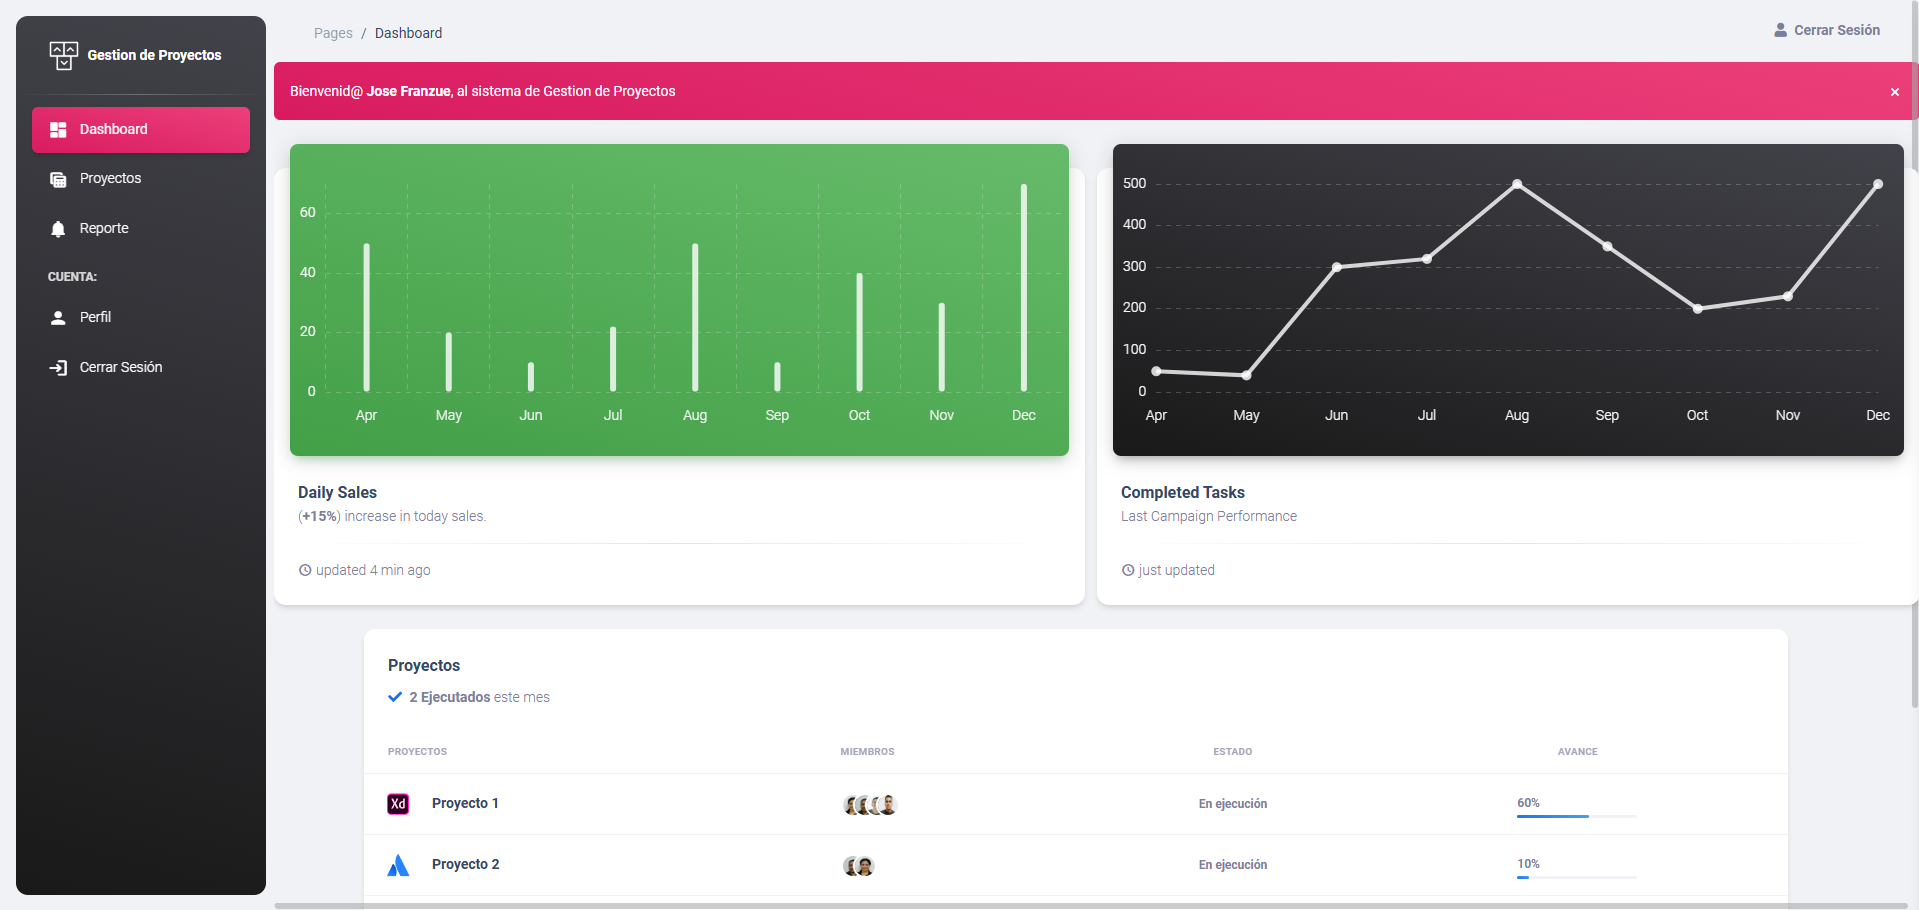 Gestion de Proyectos
Dashboard
Proyectos
Reporte
CUENTA:
Perfil
Cerrar Sesión
Pages / Dashboard
Cerrar Sesión
Bienvenid@ Jose Franzue, al sistema de Gestion de Proyectos
×
60
40
20
0
Apr May Jun Jul Aug Sep Oct Nov Dec
Daily Sales
(+15%) increase in today sales.
updated 4 min ago
500
400
300
200
100
0
Apr May Jun Jul Aug Sep Oct Nov Dec
Completed Tasks
Last Campaign Performance
just updated
Proyectos
2 Ejecutados este mes
PROYECTOS MIEMBROS ESTADO AVANCE
Xd Proyecto 1 En ejecución 60%
Proyecto 2 En ejecución 10%